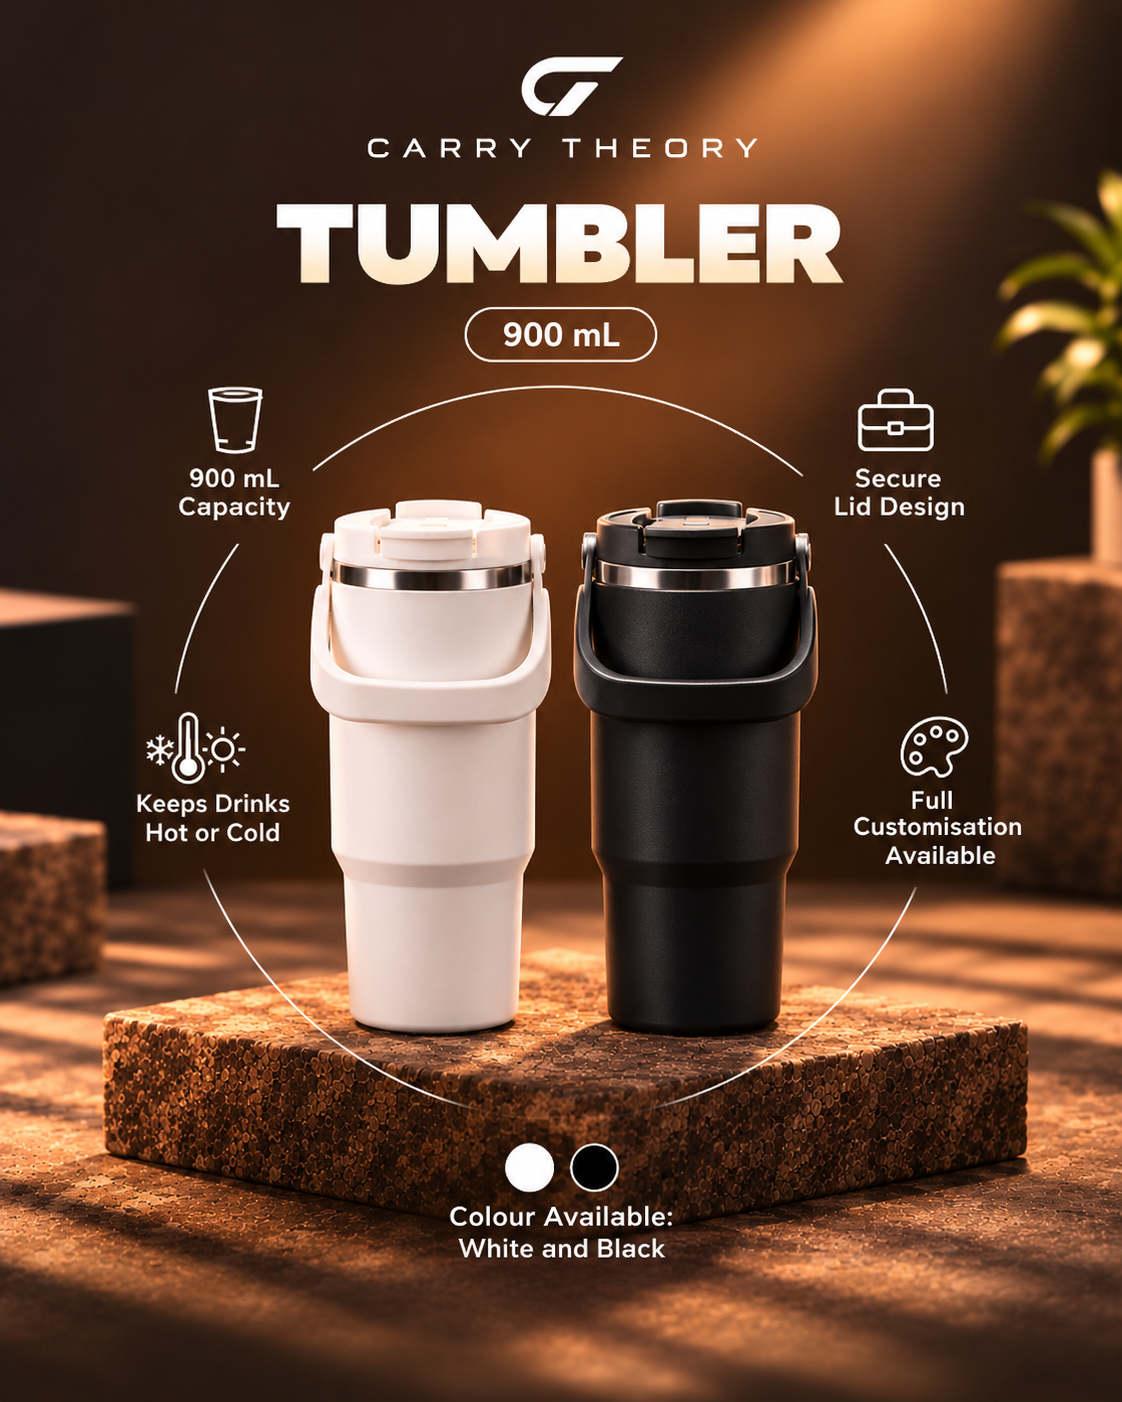 CARRY THEORY
TUMBLER
900 mL
900 mL
Capacity
Secure
Lid Design
Keeps Drinks
Hot or Cold
Full
Customisation
Available
Colour Available:
White and Black